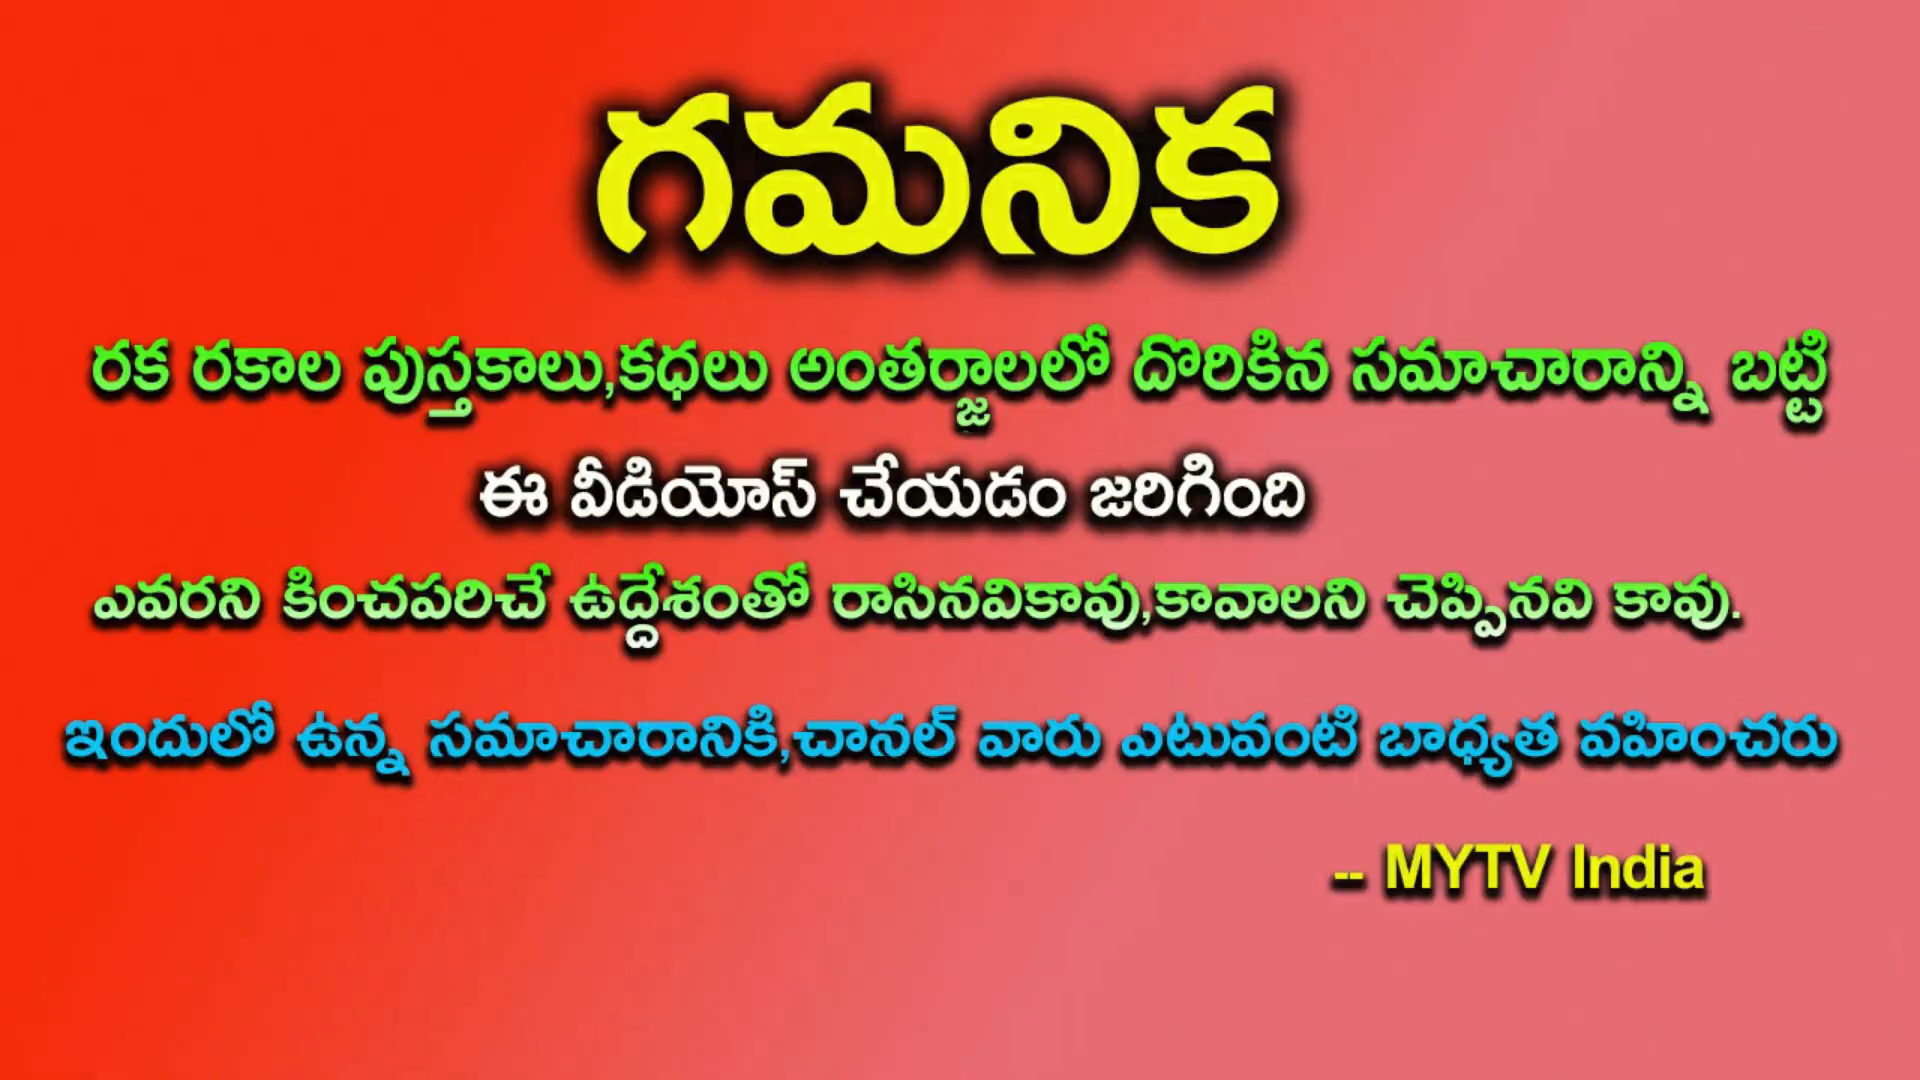 గమనిక
రక రకాల పుస్తకాలు,కధలు అంతర్జాలలో దొరికిన సమాచారాన్ని బట్టి
ఈ వీడియోస్ చేయడం జరిగింది
ఎవరని కించపరిచే ఉద్దేశంతో రాసినవికావు,కావాలని చెప్పినవి కావు.
ఇందులో ఉన్న సమాచారానికి,చానల్ వారు ఎటువంటి బాధ్యత వహించరు
-- MYTV India